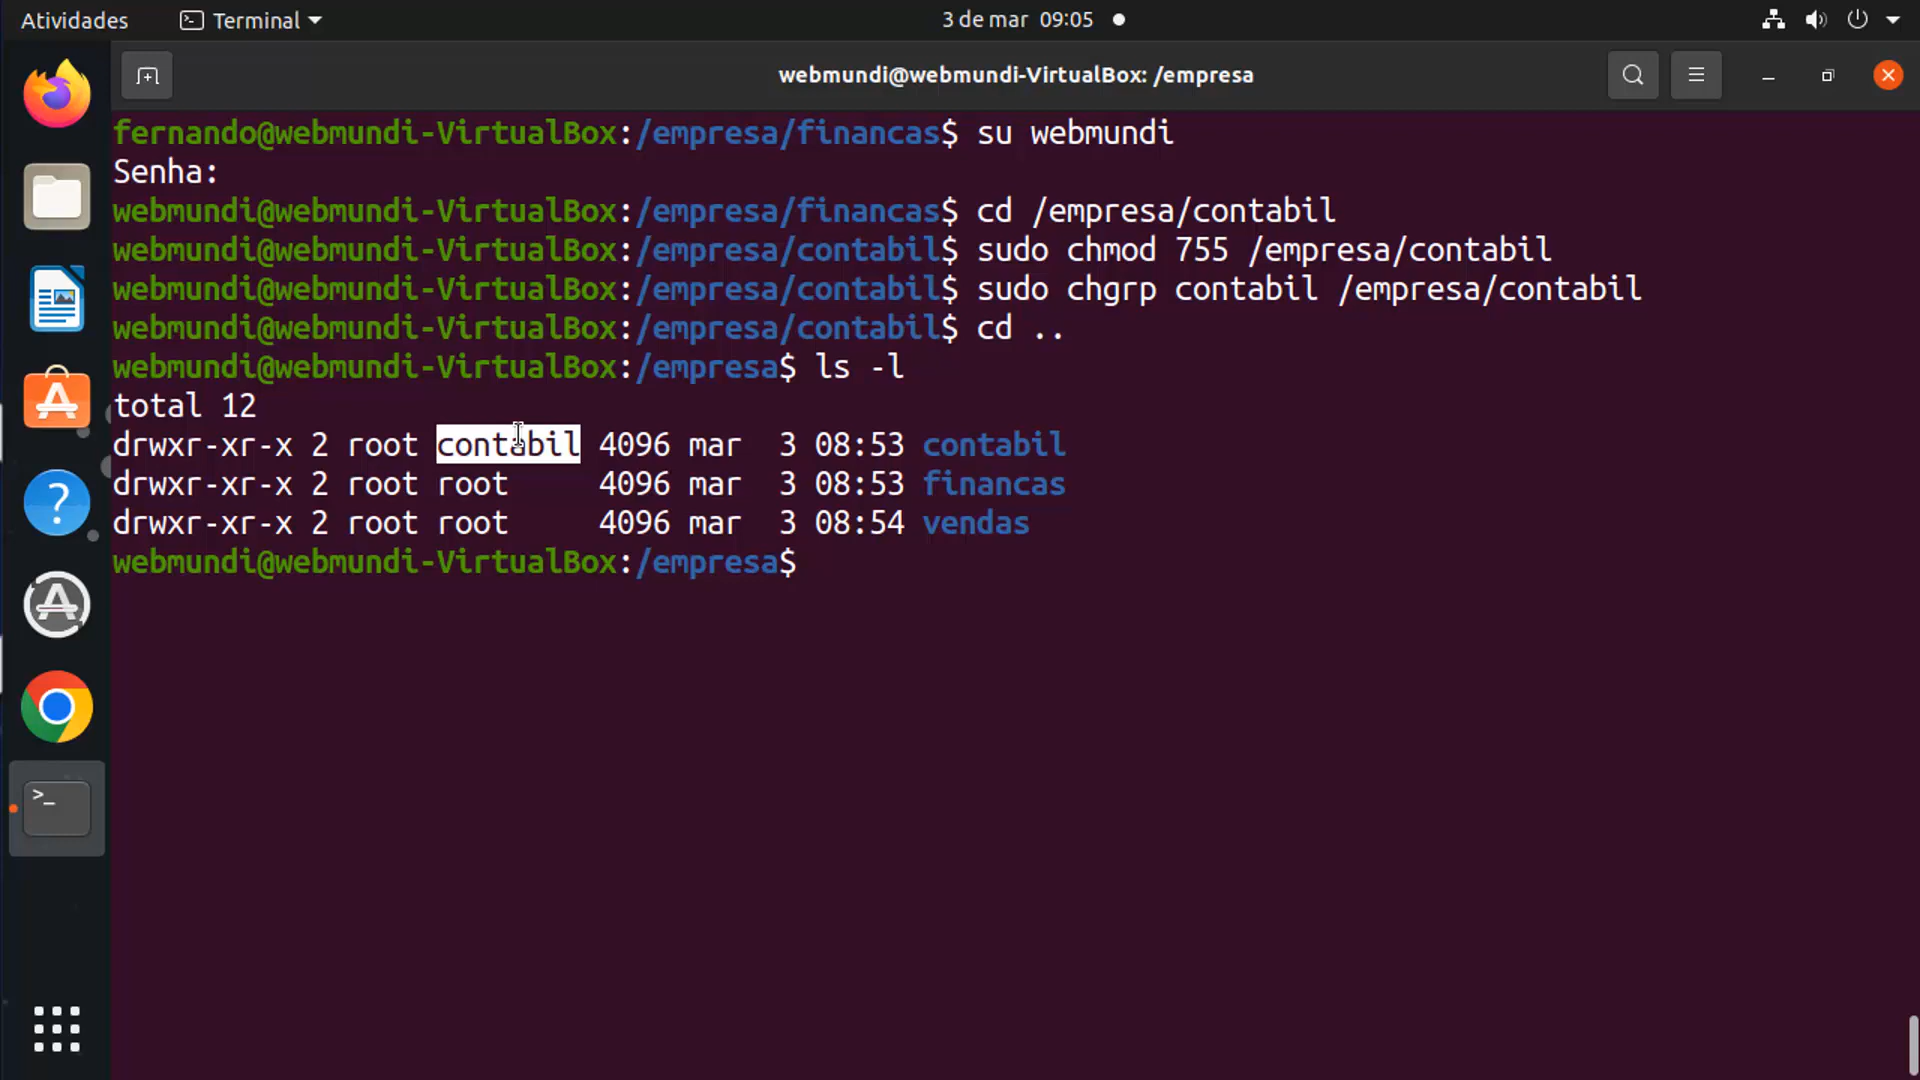 Atividades Terminal 3 de mar 09:05
webmundi@webmundi-VirtualBox: /empresa
fernando@webmundi-VirtualBox:/empresa/financas$ su webmundi
Senha:
webmundi@webmundi-VirtualBox:/empresa/financas$ cd /empresa/contabil
webmundi@webmundi-VirtualBox:/empresa/contabil$ sudo chmod 755 /empresa/contabil
webmundi@webmundi-VirtualBox:/empresa/contabil$ sudo chgrp contabil /empresa/contabil
webmundi@webmundi-VirtualBox:/empresa/contabil$ cd ..
webmundi@webmundi-VirtualBox:/empresa$ ls -l
total 12
drwxr-xr-x 2 root contabil 4096 mar  3 08:53 contabil
drwxr-xr-x 2 root root     4096 mar  3 08:53 financas
drwxr-xr-x 2 root root     4096 mar  3 08:54 vendas
webmundi@webmundi-VirtualBox:/empresa$